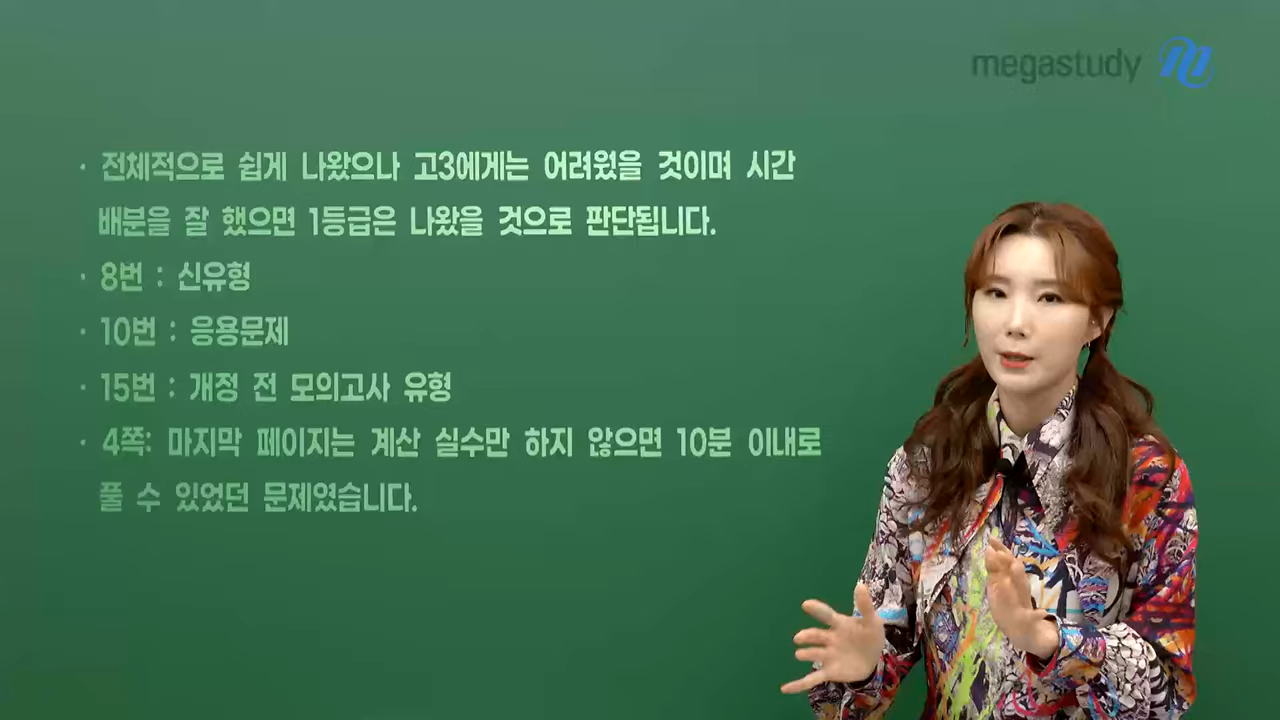 megastudy
· 전체적으로 쉽게 나왔으나 고3에게는 어려웠을 것이며 시간
배분을 잘 했으면 1등급은 나왔을 것으로 판단됩니다.
· 8번 : 신유형
· 10번 : 응용문제
· 15번 : 개정 전 모의고사 유형
· 4쪽: 마지막 페이지는 계산 실수만 하지 않으면 10분 이내로
풀 수 있었던 문제였습니다.